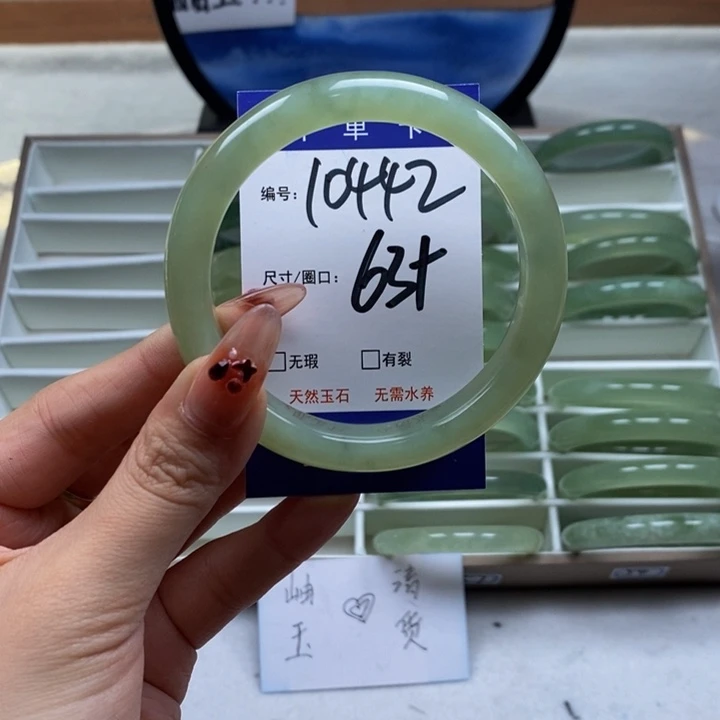 单卡
编号: 10442
尺寸/圈口: 63+
□无瑕 □有裂
天然玉石 无需水养
岫玉 ♡ 清货